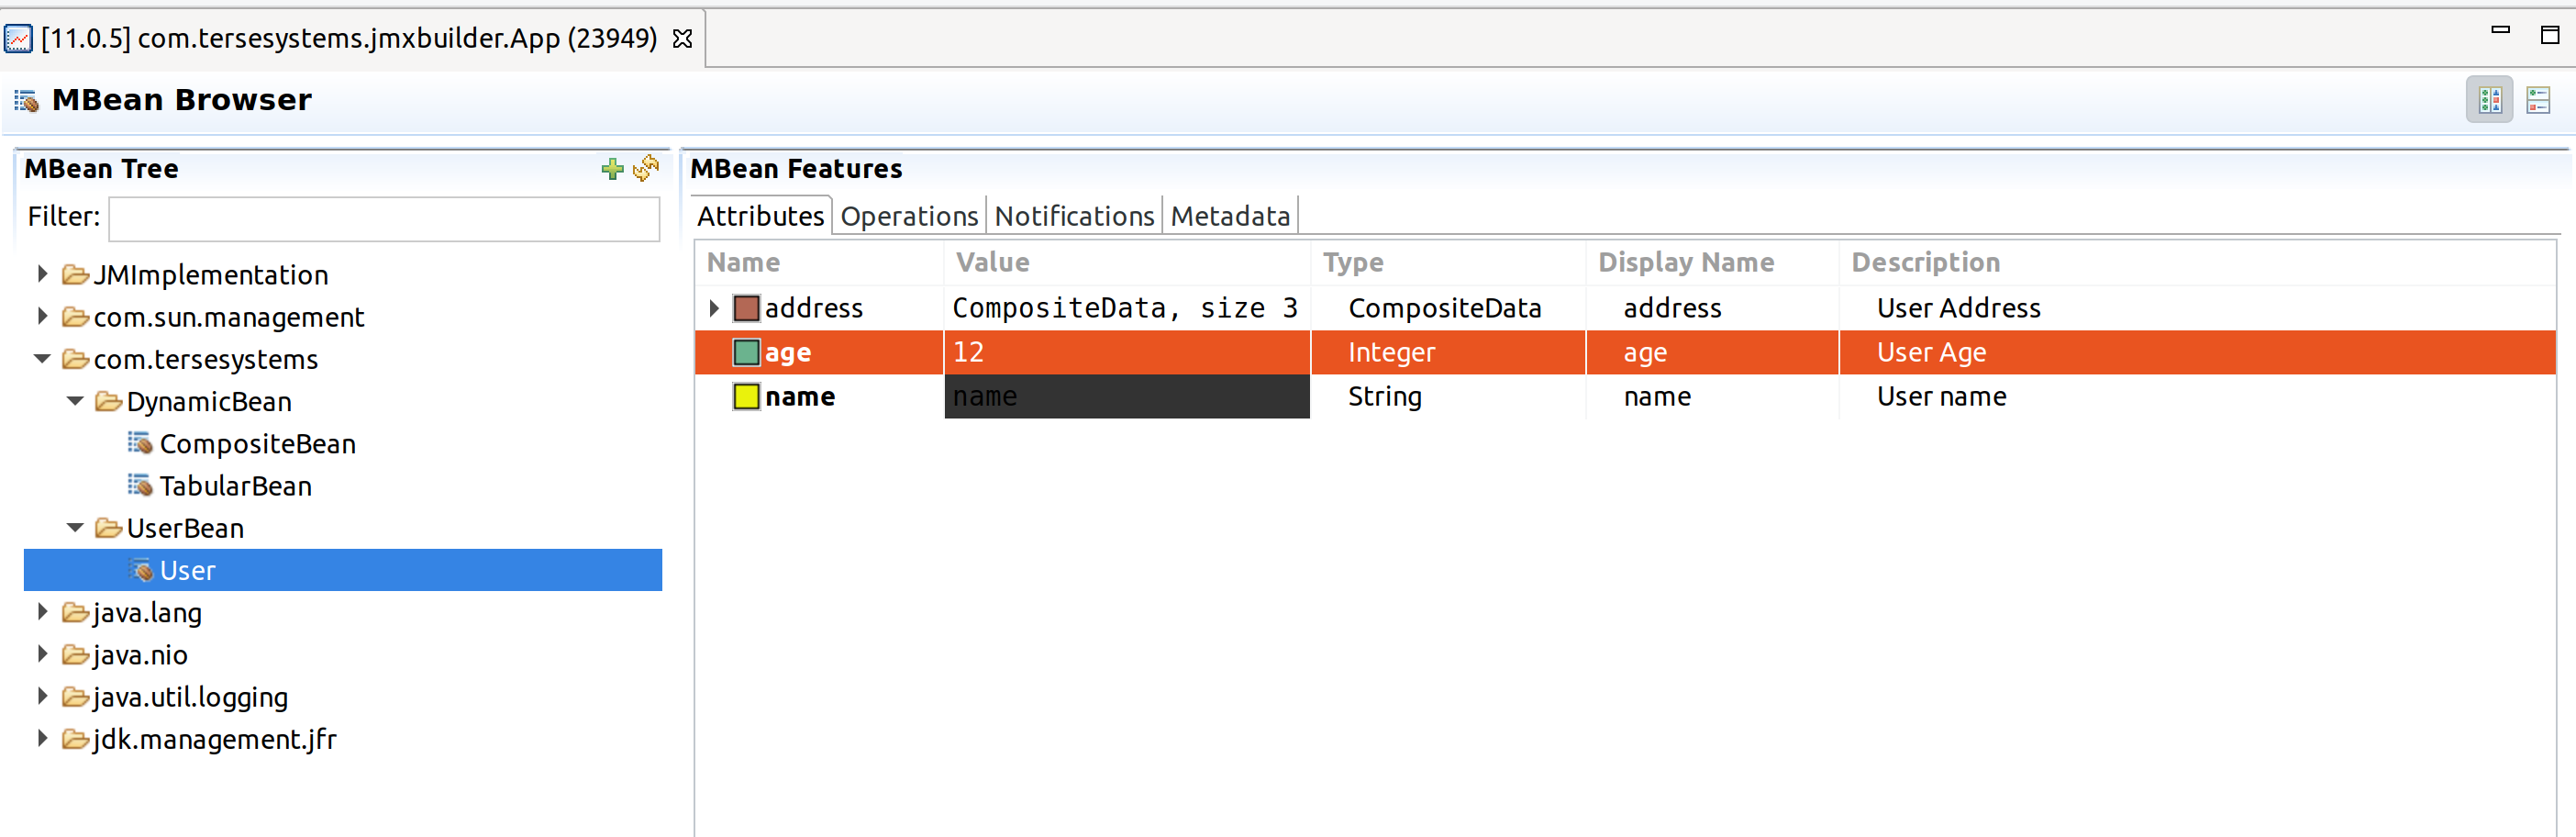 [11.0.5] com.tersesystems.jmxbuilder.App (23949)
MBean Browser
MBean Tree
Filter:
JMImplementation
com.sun.management
com.tersesystems
DynamicBean
CompositeBean
TabularBean
UserBean
User
java.lang
java.nio
java.util.logging
jdk.management.jfr
MBean Features
Attributes Operations Notifications Metadata
Name Value Type Display Name Description
address CompositeData, size 3 CompositeData address User Address
age 12 Integer age User Age
name name String name User name